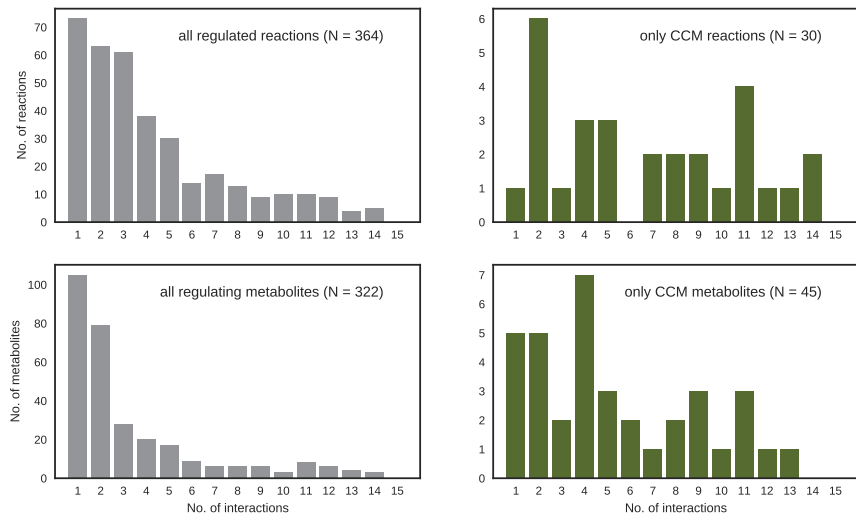 all regulated reactions (N = 364)
No. of reactions
70
60
50
40
30
20
10
0
1 2 3 4 5 6 7 8 9 10 11 12 13 14 15
only CCM reactions (N = 30)
6
5
4
3
2
1
0
1 2 3 4 5 6 7 8 9 10 11 12 13 14 15
all regulating metabolites (N = 322)
No. of metabolites
100
80
60
40
20
0
1 2 3 4 5 6 7 8 9 10 11 12 13 14 15
No. of interactions
only CCM metabolites (N = 45)
7
6
5
4
3
2
1
0
1 2 3 4 5 6 7 8 9 10 11 12 13 14 15
No. of interactions